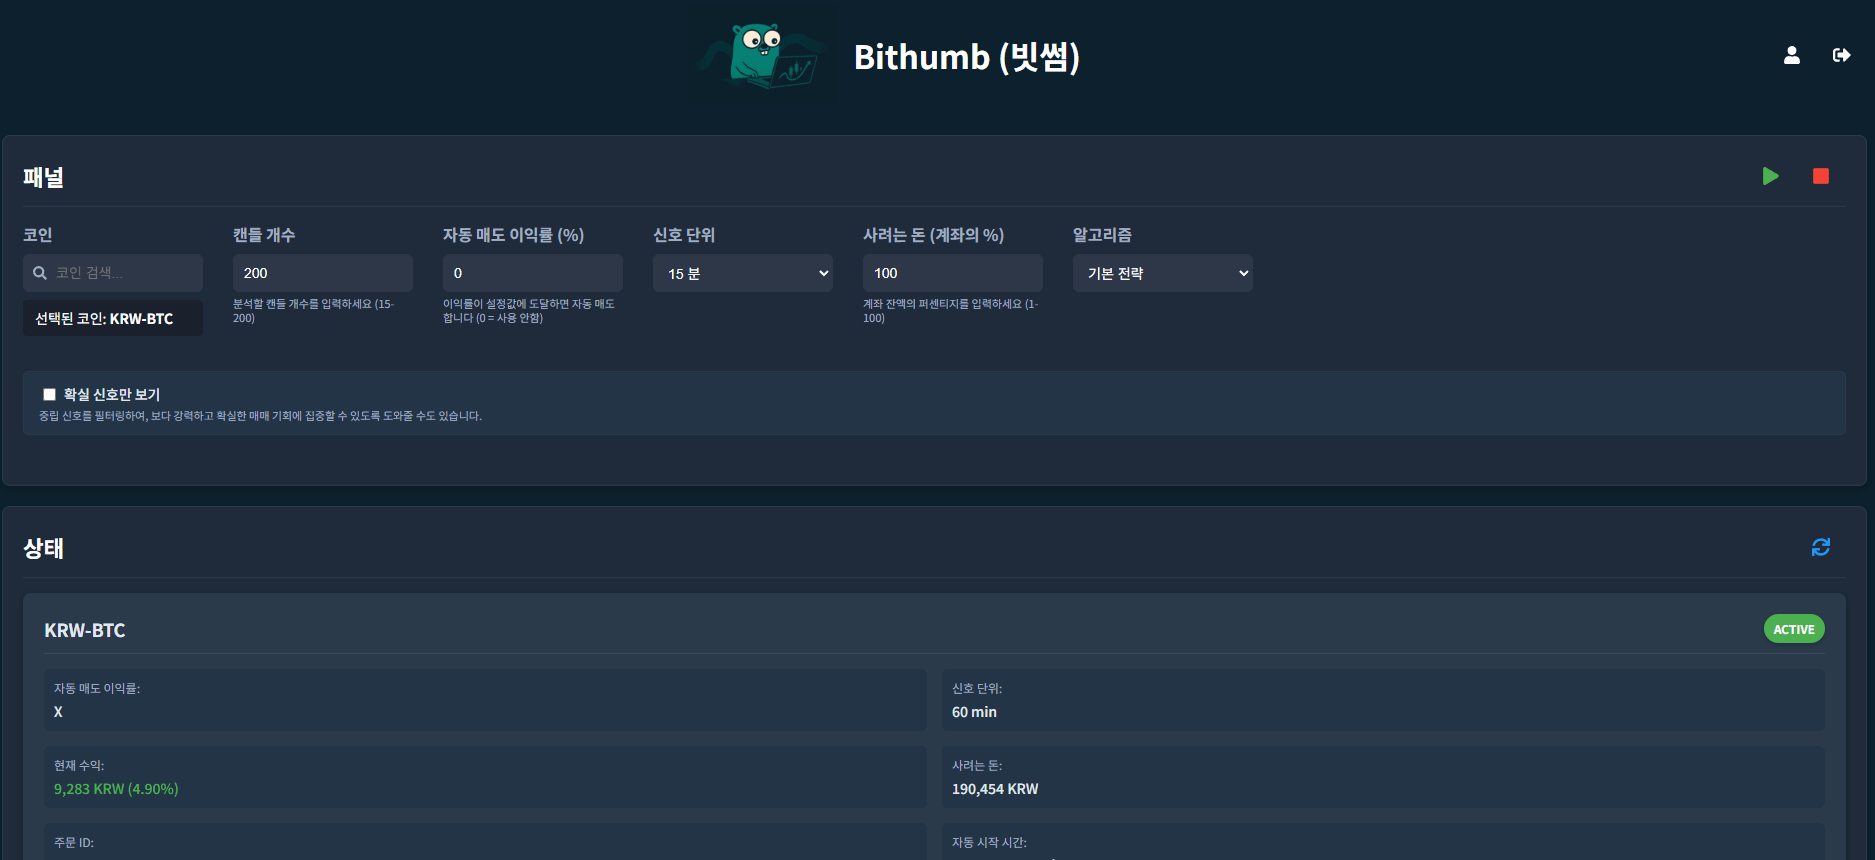 Bithumb (빗썸)
패널
코인
캔들 개수
자동 매도 이익률 (%)
신호 단위
사려는 돈 (계좌의 %)
알고리즘
코인 검색...
200
0
15 분
100
기본 전략
선택된 코인: KRW-BTC
분석할 캔들 개수를 입력하세요 (15-
200)
이익률이 설정값에 도달하면 자동 매도
합니다 (0 = 사용 안함)
계좌 잔액의 퍼센티지를 입력하세요 (1-
100)
확실 신호만 보기
중립 신호를 필터링하여, 보다 강력하고 확실한 매매 기회에 집중할 수 있도록 도와줄 수도 있습니다.
상태
KRW-BTC
ACTIVE
자동 매도 이익률:
X
신호 단위:
60 min
현재 수익:
9,283 KRW (4.90%)
사려는 돈:
190,454 KRW
주문 ID:
자동 시작 시간: